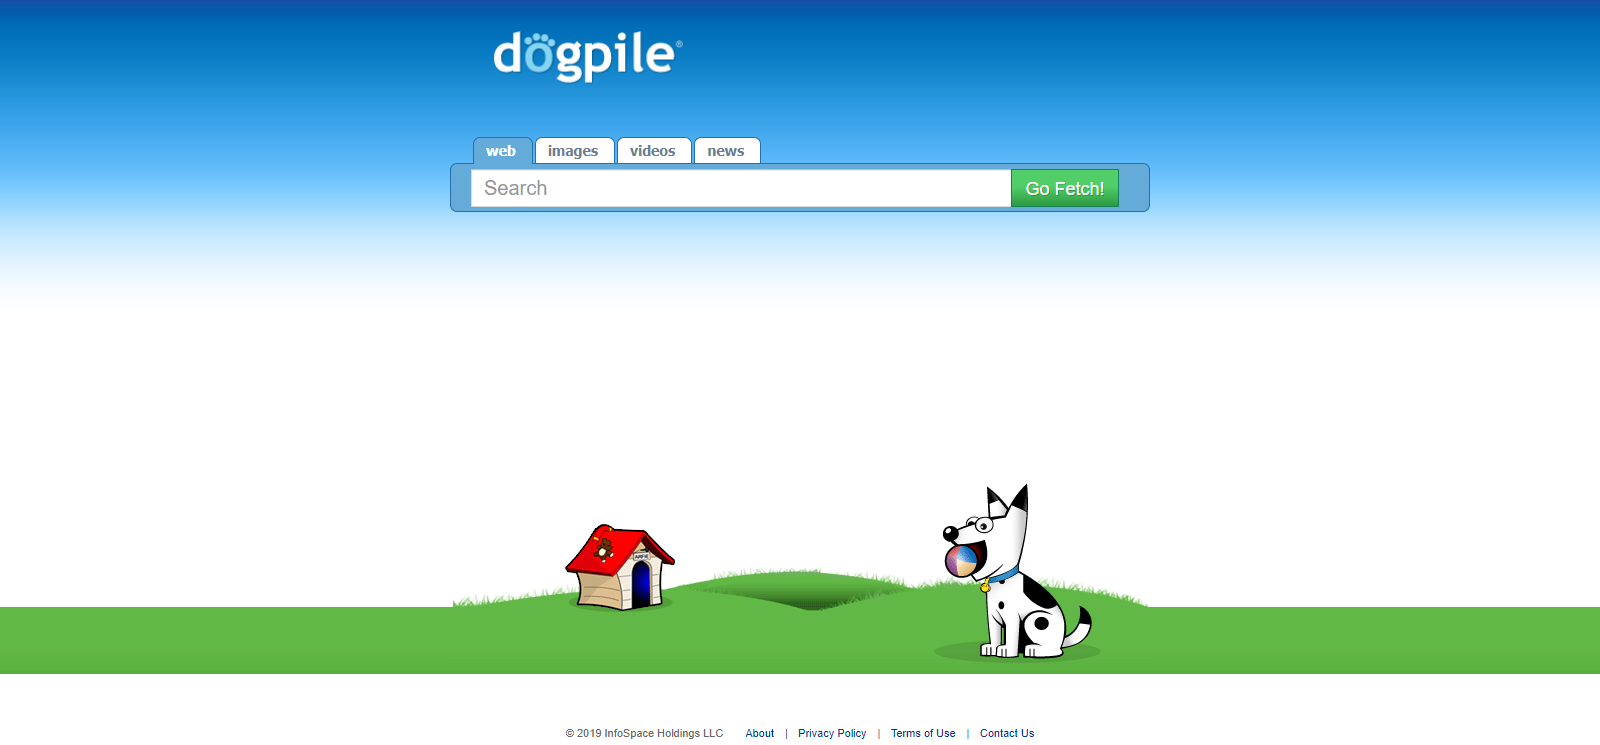 dogpile®
web images videos news
Search Go Fetch!
ARFIE
© 2019 InfoSpace Holdings LLC About | Privacy Policy | Terms of Use | Contact Us